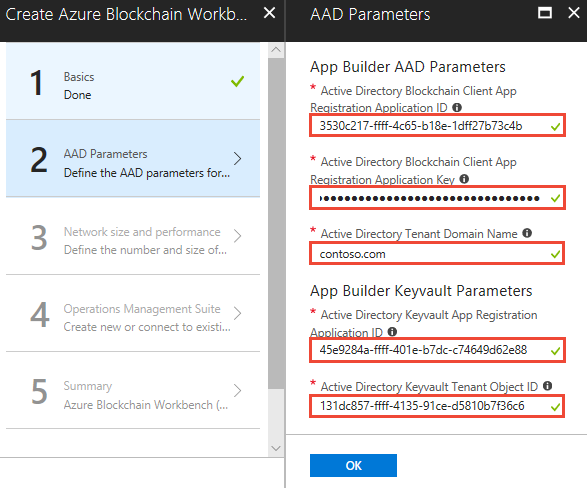 Create Azure Blockchain Workb...
1
Basics
Done
2
AAD Parameters
Define the AAD parameters for...
3
Network size and performance
Define the number and size of...
4
Operations Management Suite
Create new or connect to existi...
5
Summary
Azure Blockchain Workbench (...
AAD Parameters
App Builder AAD Parameters
* Active Directory Blockchain Client App
Registration Application ID
3530c217-ffff-4c65-b18e-1dff27b73c4b
* Active Directory Blockchain Client App
Registration Application Key
* Active Directory Tenant Domain Name
contoso.com
App Builder Keyvault Parameters
* Active Directory Keyvault App Registration
Application ID
45e9284a-ffff-401e-b7dc-c74649d62e88
* Active Directory Keyvault Tenant Object ID
131dc857-ffff-4135-91ce-d5810b7f36c6
OK